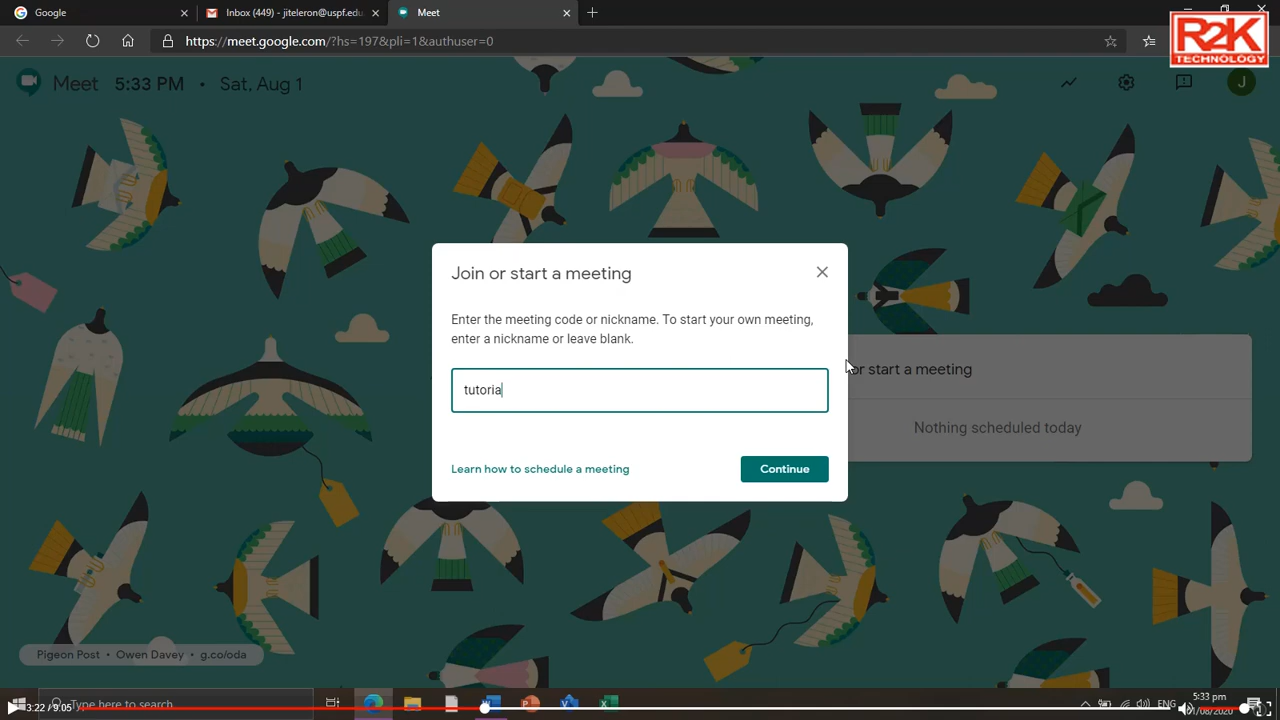 Google
Inbox (449) - jiteleron@uspf.edu
Meet
https://meet.google.com/?hs=197&pli=1&authuser=0
R2K
TECHNOLOGY
Meet 5:33 PM • Sat, Aug 1
J
Join or start a meeting
Enter the meeting code or nickname. To start your own meeting,
enter a nickname or leave blank.
tutoria
Learn how to schedule a meeting
Continue
or start a meeting
Nothing scheduled today
Pigeon Post • Owen Davey • g.co/oda
Type here to search
3:22 / 9:05
ENG
5:33 pm
01/08/2020